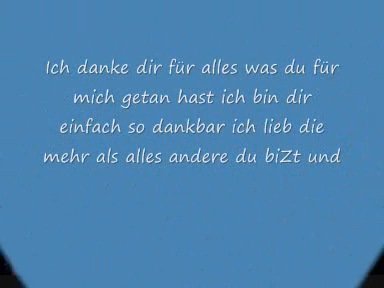 Ich danke dir für alles was du für
mich getan hast ich bin dir
einfach so dankbar ich lieb die
mehr als alles andere du biZt und